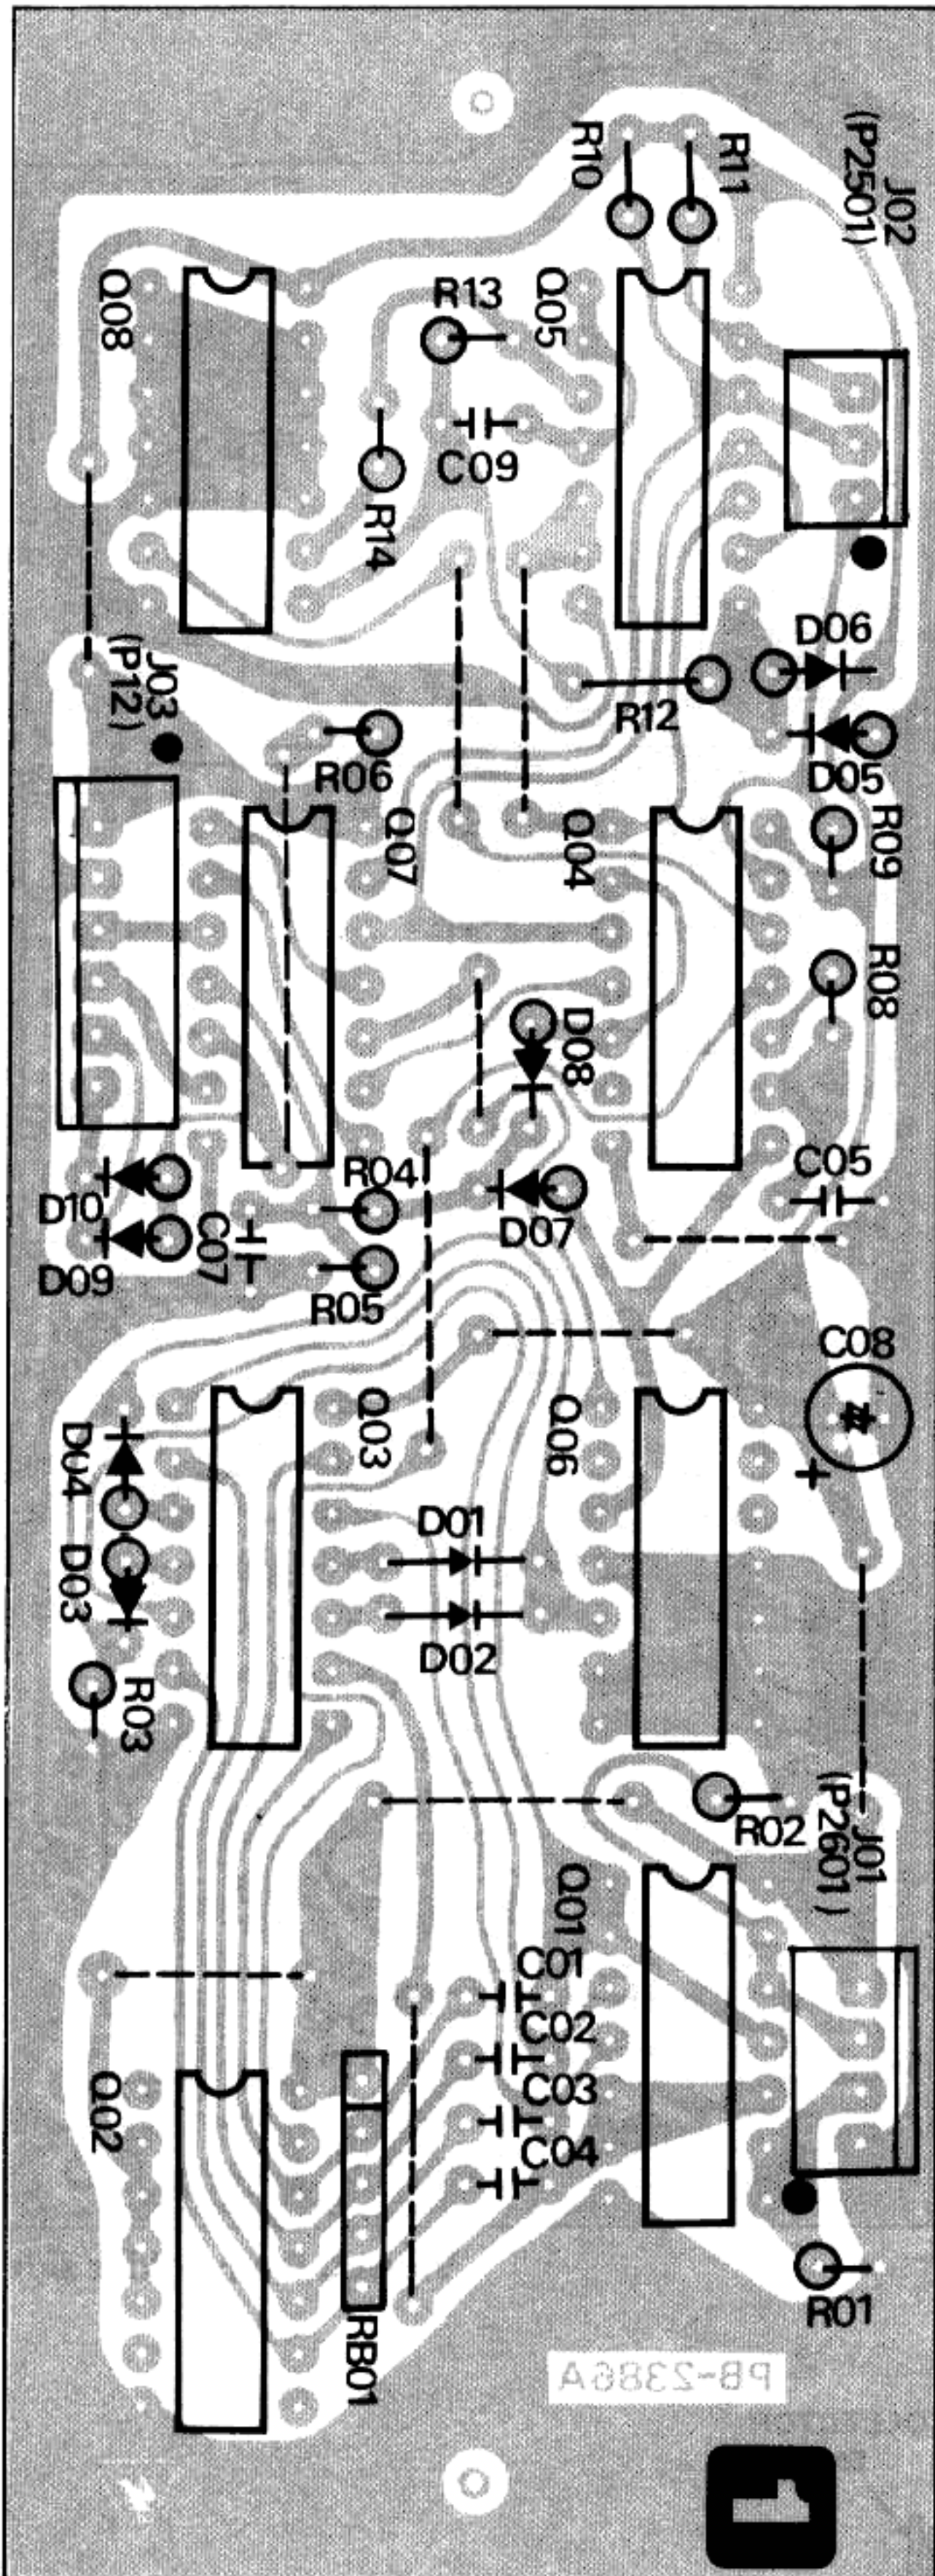 R10
R11
J02
(P2501)
Q08
R13
Q05
C09
R14
D06
J03
(P12)
R12
D05
R06
Q07
Q04
R09
R08
D08
R04
C05
D10
D07
C07
D09
R05
C08
Q03
Q06
D04
+
D01
D03
D02
R03
R02
J01
(P2601)
Q01
C01
C02
C03
Q02
C04
R01
RB01
PB-2386A
1